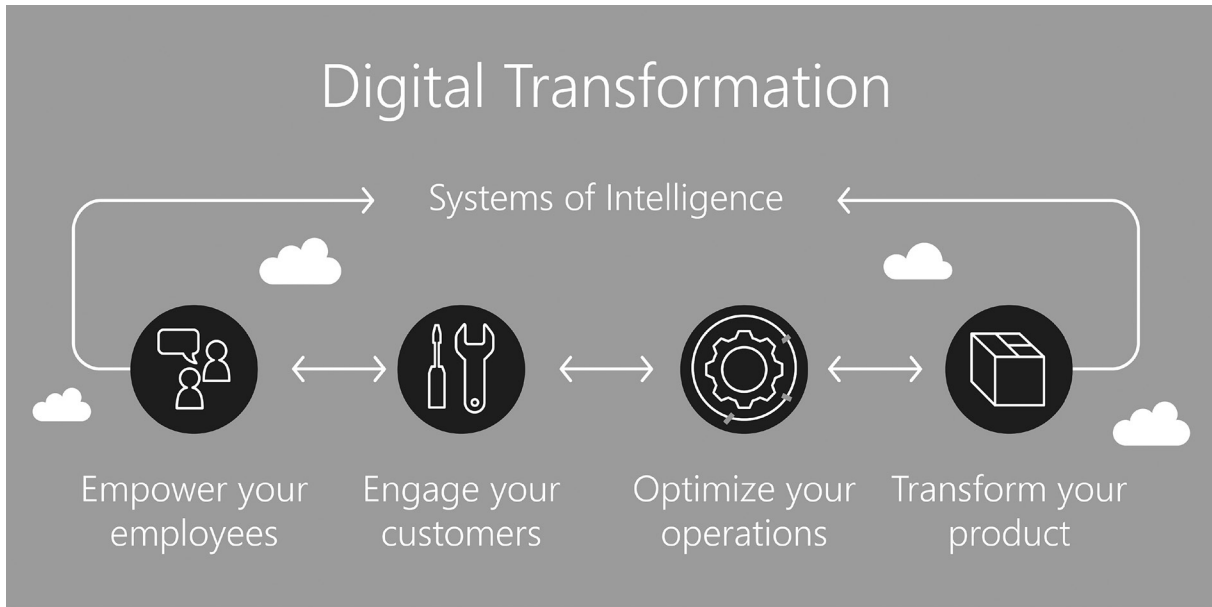 Digital Transformation
Systems of Intelligence
Empower your
employees
Engage your
customers
Optimize your
operations
Transform your
product